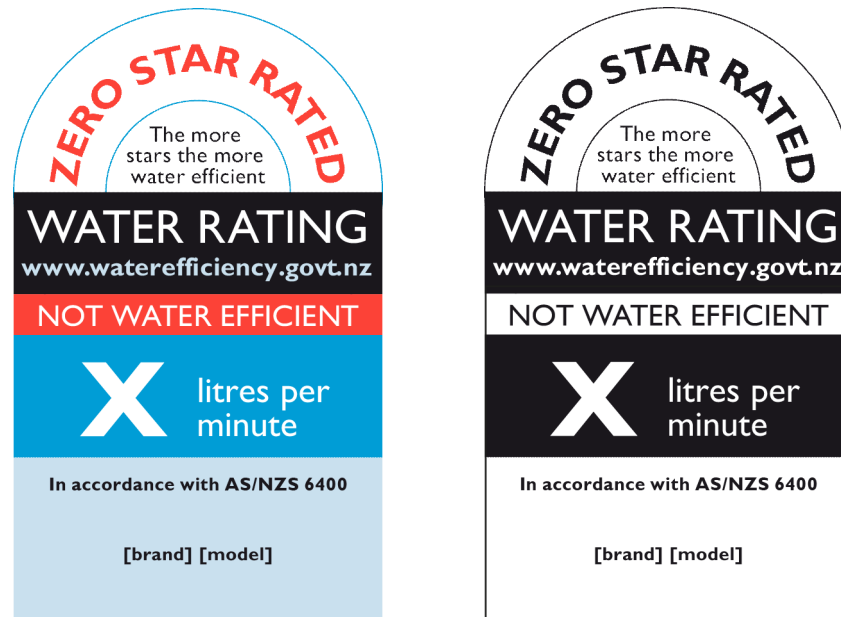 ZERO STAR RATED
The more
stars the more
water efficient
WATER RATING
www.waterefficiency.govt.nz
NOT WATER EFFICIENT
X litres per
minute
In accordance with AS/NZS 6400
[brand] [model]
ZERO STAR RATED
The more
stars the more
water efficient
WATER RATING
www.waterefficiency.govt.nz
NOT WATER EFFICIENT
X litres per
minute
In accordance with AS/NZS 6400
[brand] [model]